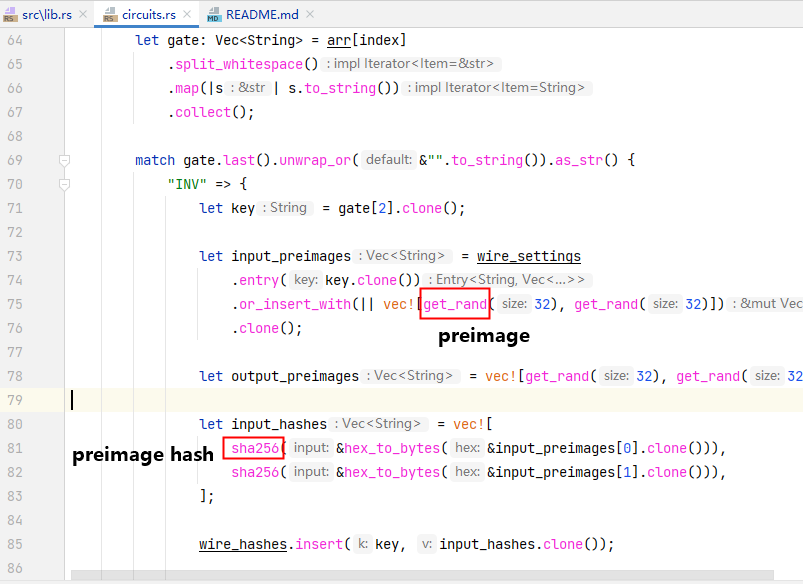 src\lib.rs × circuits.rs × README.md ×
64 let gate: Vec<String> = arr[index]
65 .split_whitespace() : impl Iterator<Item=&str>
66 .map(|s : &str | s.to_string()) : impl Iterator<Item=String>
67 .collect();
68
69 match gate.last().unwrap_or( default: &"".to_string()).as_str() {
70 "INV" => {
71 let key : String = gate[2].clone();
72
73 let input_preimages : Vec<String> = wire_settings
74 .entry( key: key.clone()) : Entry<String, Vec<...>>
75 .or_insert_with(|| vec![get_rand( size: 32), get_rand( size: 32)]) : &mut Vec
76 .clone();
preimage
77
78 let output_preimages : Vec<String> = vec![get_rand( size: 32), get_rand( size: 32
79
80 let input_hashes : Vec<String> = vec![
81 sha256( input: &hex_to_bytes( hex: &input_preimages[0].clone())),
preimage hash
82 sha256( input: &hex_to_bytes( hex: &input_preimages[1].clone())),
83 ];
84
85 wire_hashes.insert( k: key, v: input_hashes.clone());
86